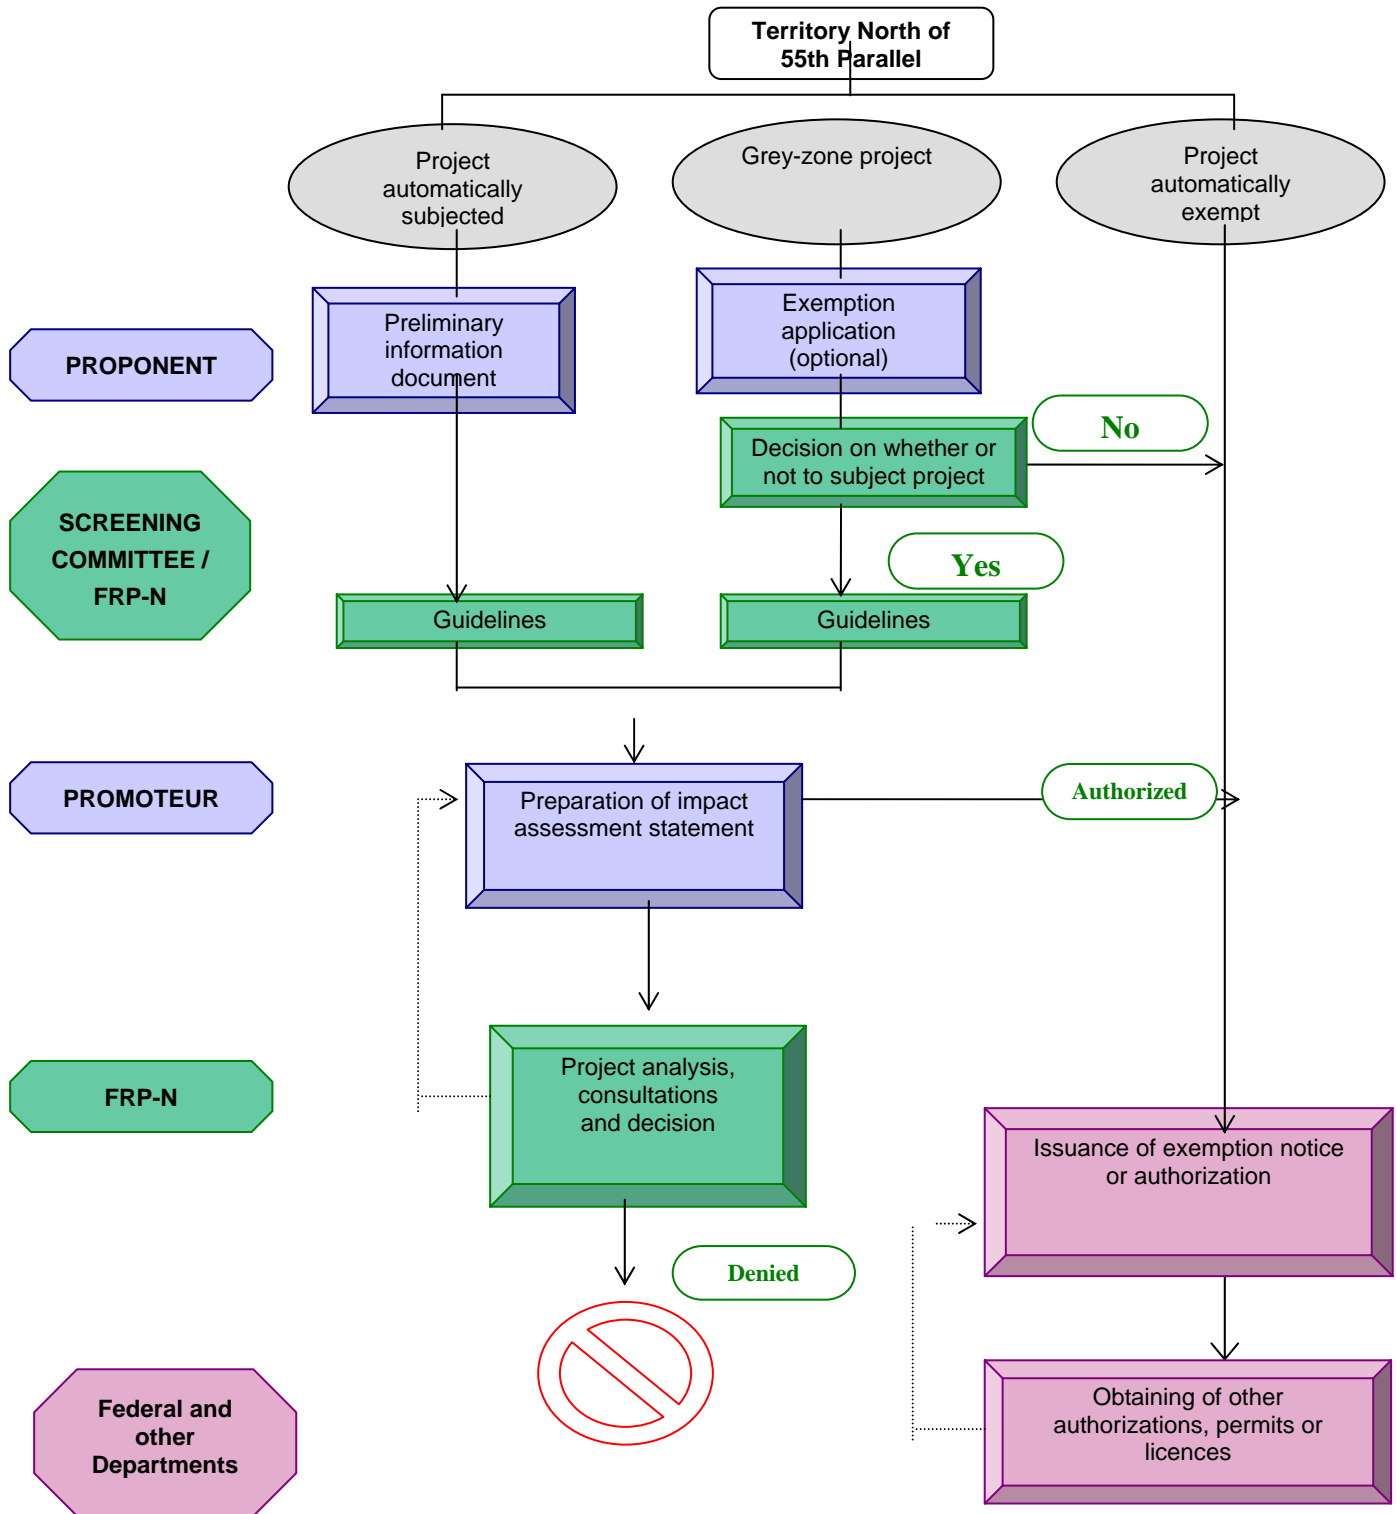 Territory North of
55th Parallel
Project
automatically
subjected
Grey-zone project
Project
automatically
exempt
PROPONENT
Preliminary
information
document
Exemption
application
(optional)
Decision on whether or
not to subject project
No
SCREENING
COMMITTEE /
FRP-N
Yes
Guidelines
Guidelines
PROMOTEUR
Preparation of impact
assessment statement
Authorized
FRP-N
Project analysis,
consultations
and decision
Issuance of exemption notice
or authorization
Denied
Federal and
other
Departments
Obtaining of other
authorizations, permits or
licences